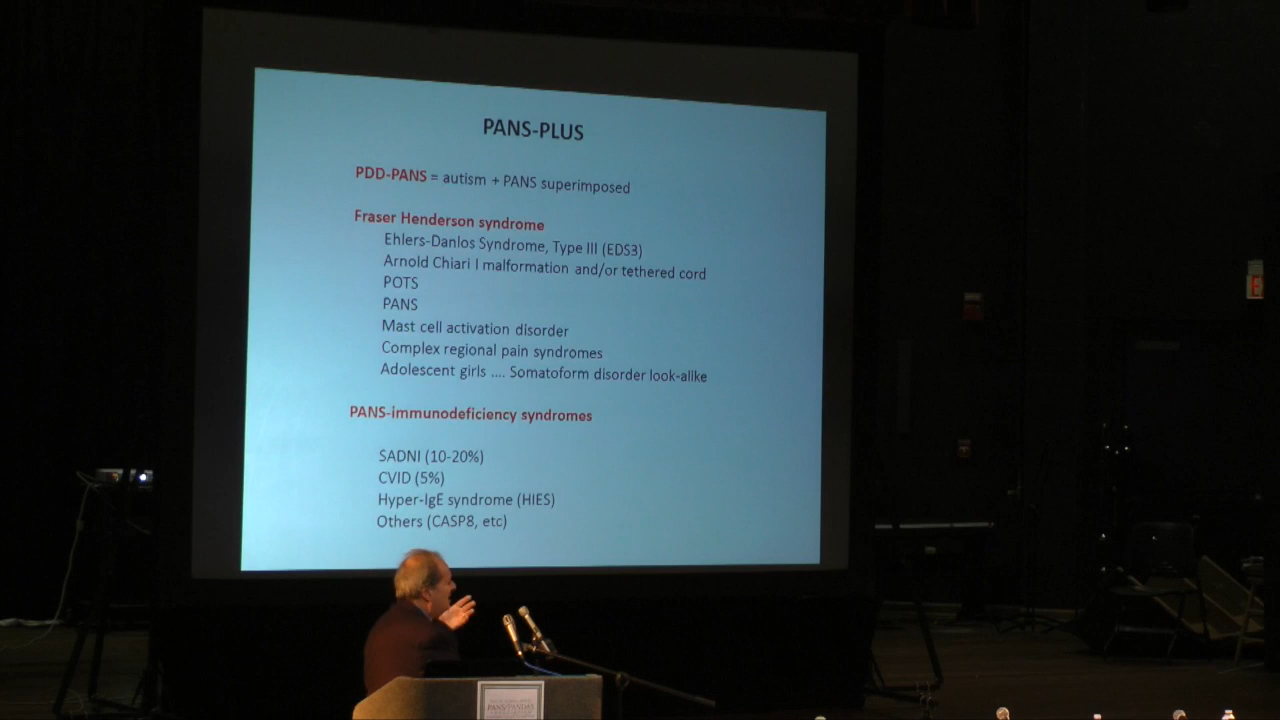 PANS-PLUS
PDD-PANS = autism + PANS superimposed
Fraser Henderson syndrome
Ehlers-Danlos Syndrome, Type III (EDS3)
Arnold Chiari I malformation and/or tethered cord
POTS
PANS
Mast cell activation disorder
Complex regional pain syndromes
Adolescent girls .... Somatoform disorder look-alike
PANS-immunodeficiency syndromes
SADNI (10-20%)
CVID (5%)
Hyper-IgE syndrome (HIES)
Others (CASP8, etc)
PANS/PANDAS